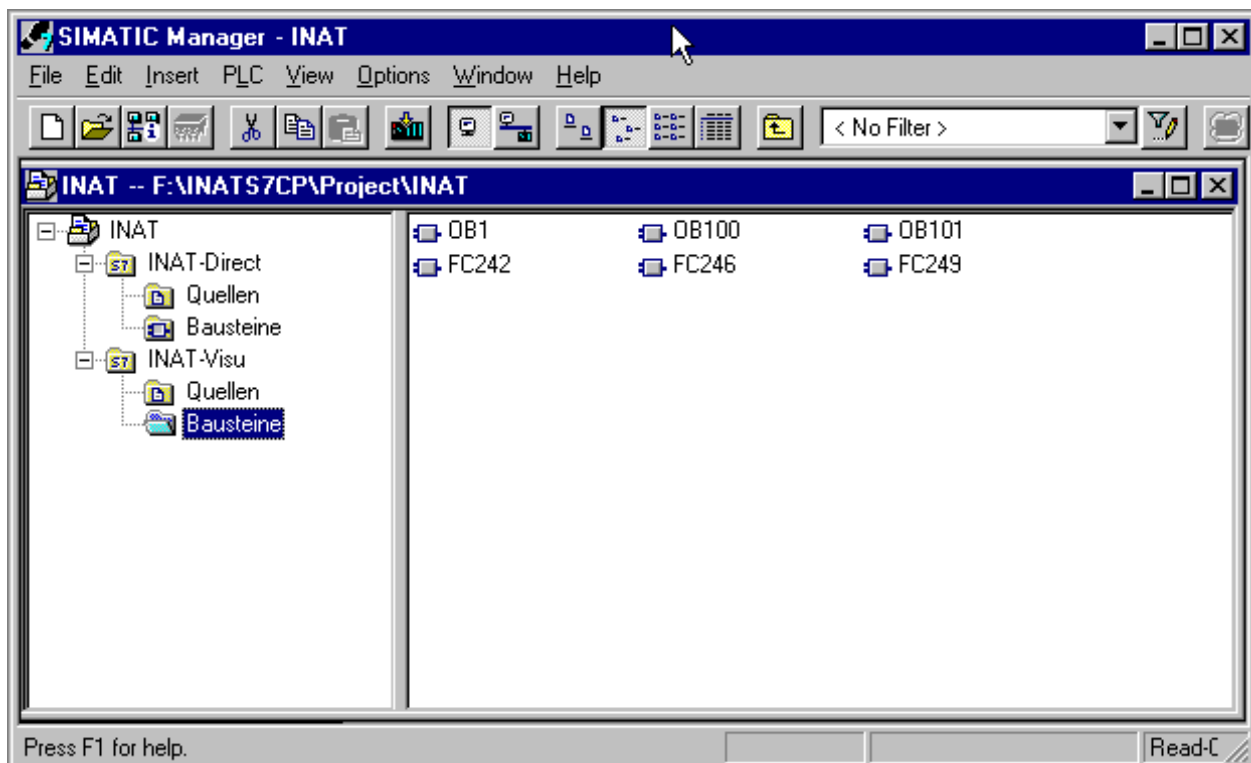 SIMATIC Manager - INAT
File Edit Insert PLC View Options Window Help
< No Filter >
INAT -- F:\INATS7CP\Project\INAT
INAT
INAT-Direct
Quellen
Bausteine
INAT-Visu
Quellen
Bausteine
OB1 OB100 OB101
FC242 FC246 FC249
Press F1 for help.
Read-